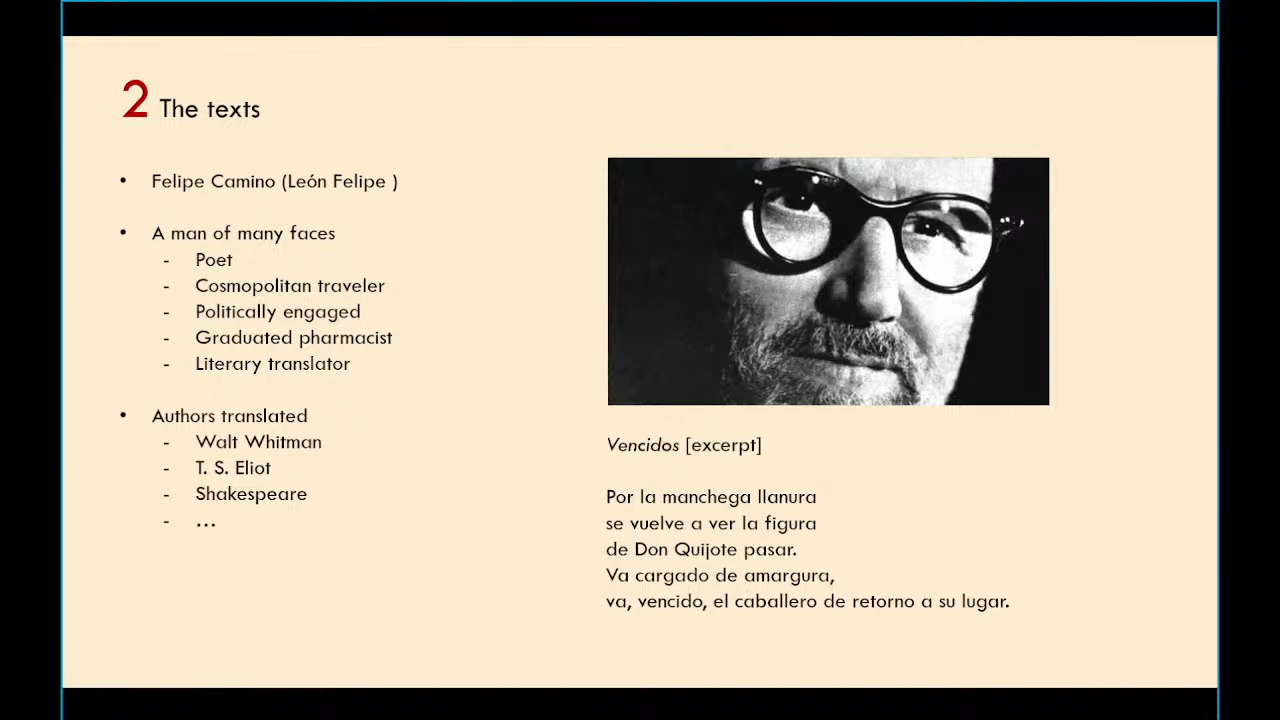 2 The texts
• Felipe Camino (León Felipe )
• A man of many faces
- Poet
- Cosmopolitan traveler
- Politically engaged
- Graduated pharmacist
- Literary translator
• Authors translated
- Walt Whitman
- T. S. Eliot
- Shakespeare
- ...
Vencidos [excerpt]
Por la manchega llanura
se vuelve a ver la figura
de Don Quijote pasar.
Va cargado de amargura,
va, vencido, el caballero de retorno a su lugar.